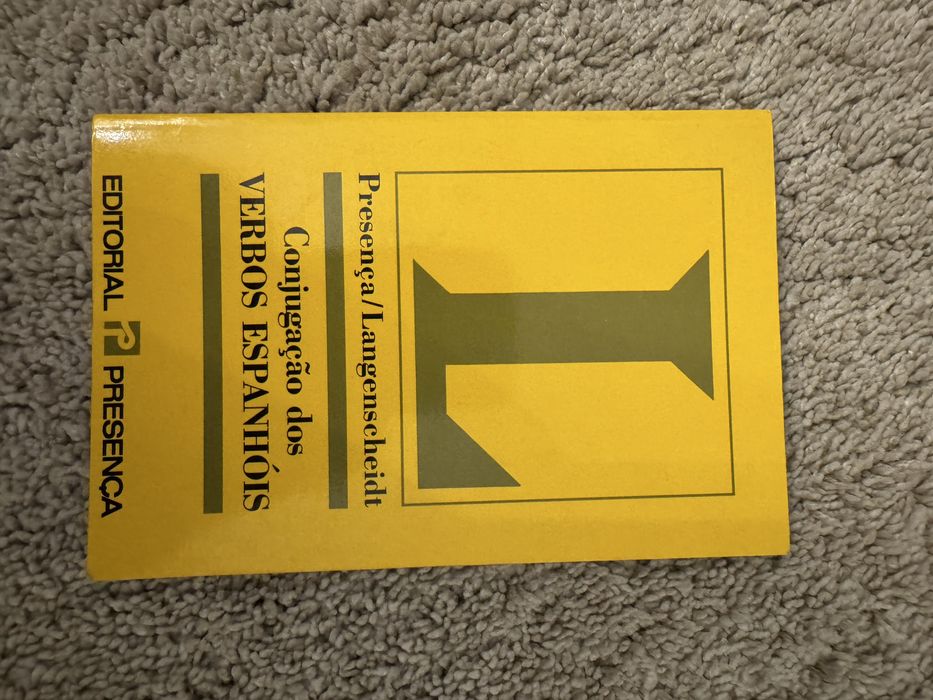 L
Presença/Langenscheidt
Conjugação dos
VERBOS ESPANHÓIS
EDITORIAL P PRESENÇA